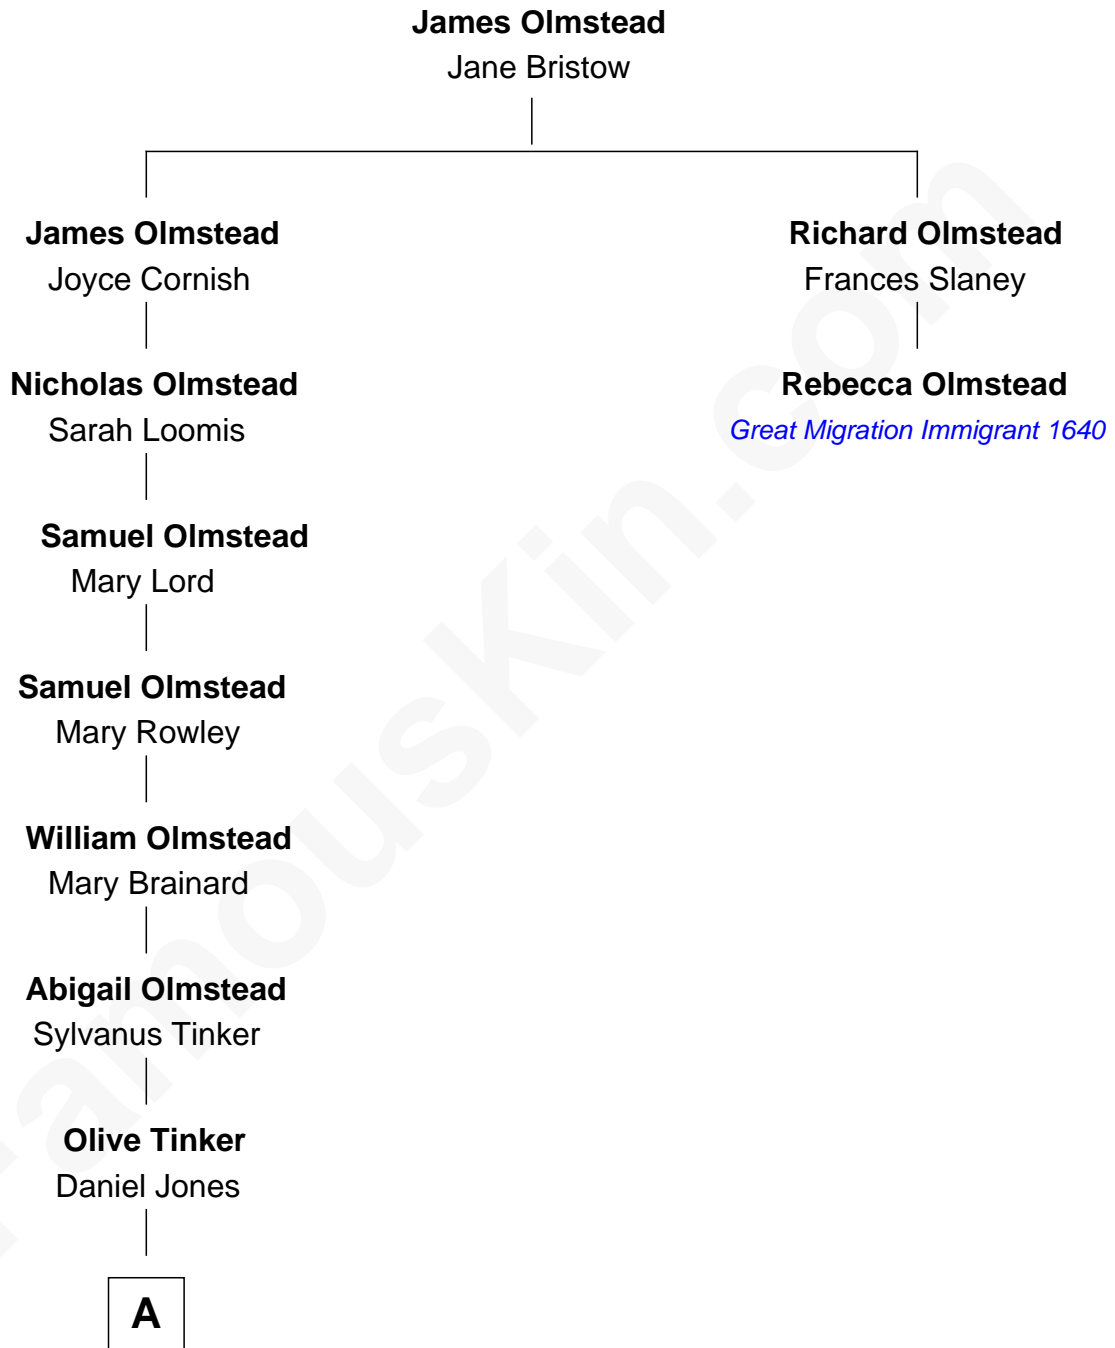 James Olmstead
Jane Bristow
James Olmstead
Joyce Cornish
Richard Olmstead
Frances Slaney
Nicholas Olmstead
Sarah Loomis
Rebecca Olmstead
Great Migration Immigrant 1640
Samuel Olmstead
Mary Lord
Samuel Olmstead
Mary Rowley
William Olmstead
Mary Brainard
Abigail Olmstead
Sylvanus Tinker
Olive Tinker
Daniel Jones
A
FamousKin.com